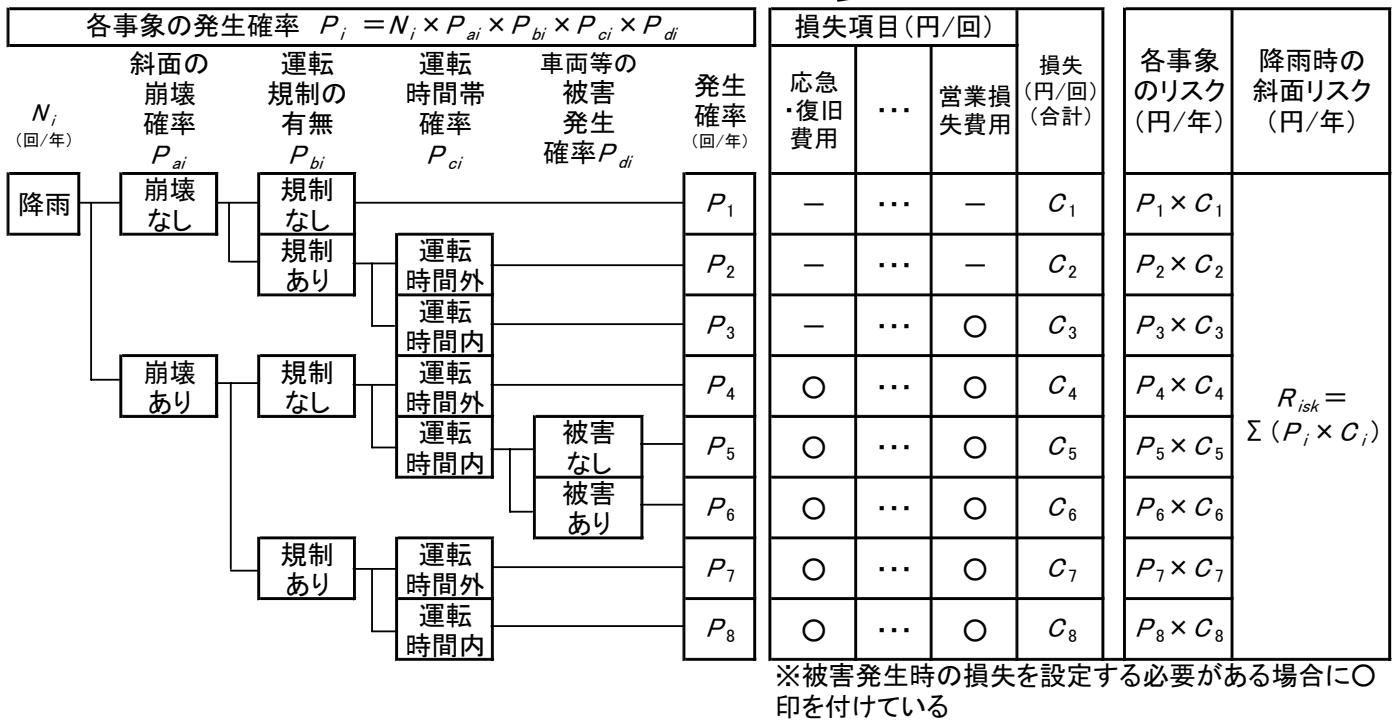 各事象の発生確率 Pi ＝Ni×Pai×Pbi×Pci×Pdi
損失項目(円/回)
Ni
(回/年)
斜面の
崩壊
確率
Pai
運転
規制の
有無
Pbi
運転
時間帯
確率
Pci
車両等の
被害
発生
確率Pdi
発生
確率
(回/年)
応急
・復旧
費用
…
営業損
失費用
損失
(円/回)
(合計)
各事象
のリスク
(円/年)
降雨時の
斜面リスク
(円/年)
降雨
崩壊
なし
規制
なし
P1
－ … － C1
P1×C1
規制
あり
運転
時間外
P2
－ … － C2
P2×C2
運転
時間内
P3
－ … ○ C3
P3×C3
崩壊
あり
規制
なし
運転
時間外
P4
○ … ○ C4
P4×C4
運転
時間内
被害
なし
P5
○ … ○ C5
P5×C5
被害
あり
P6
○ … ○ C6
P6×C6
規制
あり
運転
時間外
P7
○ … ○ C7
P7×C7
運転
時間内
P8
○ … ○ C8
P8×C8
Risk＝
Σ(Pi×Ci)
※被害発生時の損失を設定する必要がある場合に○
印を付けている